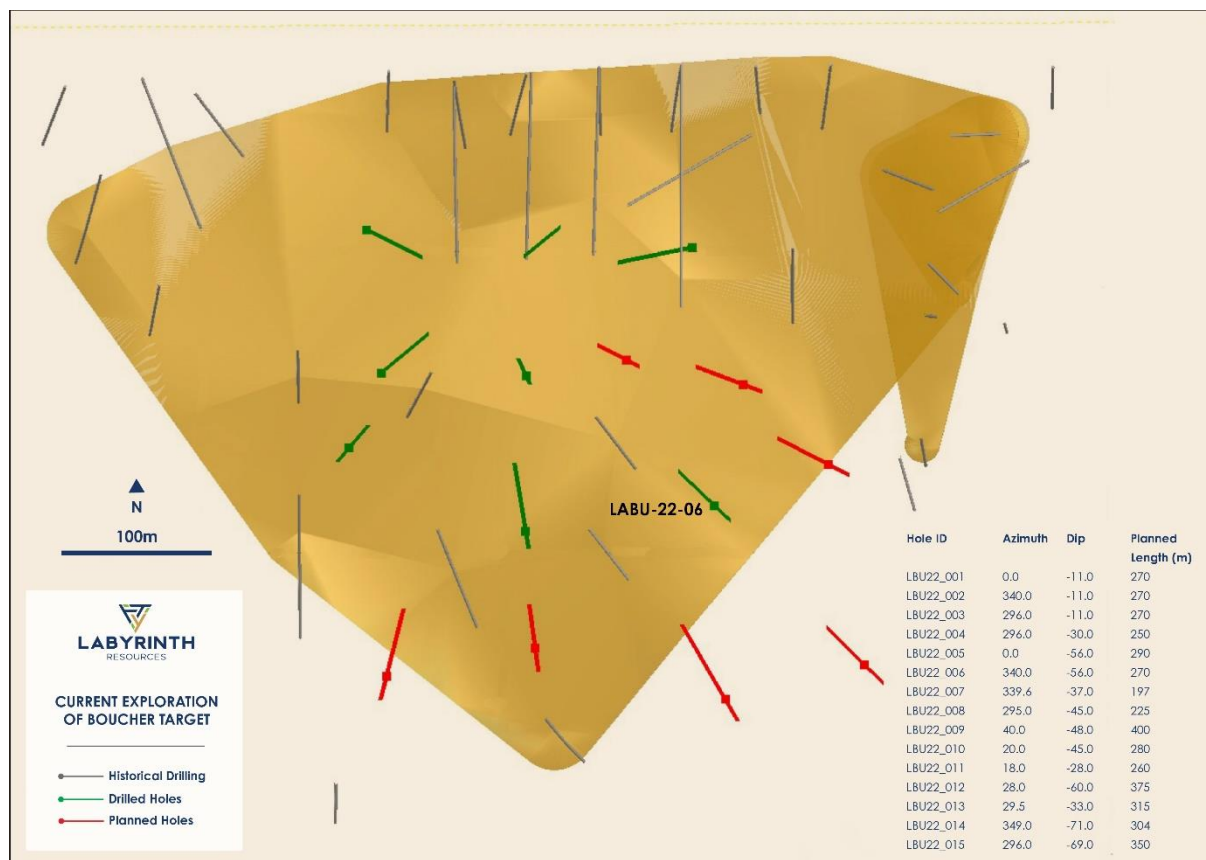 LABU-22-06
N
100m
LABYRINTH
RESOURCES
CURRENT EXPLORATION
OF BOUCHER TARGET
Historical Drilling
Drilled Holes
Planned Holes
Hole ID Azimuth Dip Planned
Length (m)
LBU22_001 0.0 -11.0 270
LBU22_002 340.0 -11.0 270
LBU22_003 296.0 -11.0 270
LBU22_004 296.0 -30.0 250
LBU22_005 0.0 -56.0 290
LBU22_006 340.0 -56.0 270
LBU22_007 339.6 -37.0 197
LBU22_008 295.0 -45.0 225
LBU22_009 40.0 -48.0 400
LBU22_010 20.0 -45.0 280
LBU22_011 18.0 -28.0 260
LBU22_012 28.0 -60.0 375
LBU22_013 29.5 -33.0 315
LBU22_014 349.0 -71.0 304
LBU22_015 296.0 -69.0 350